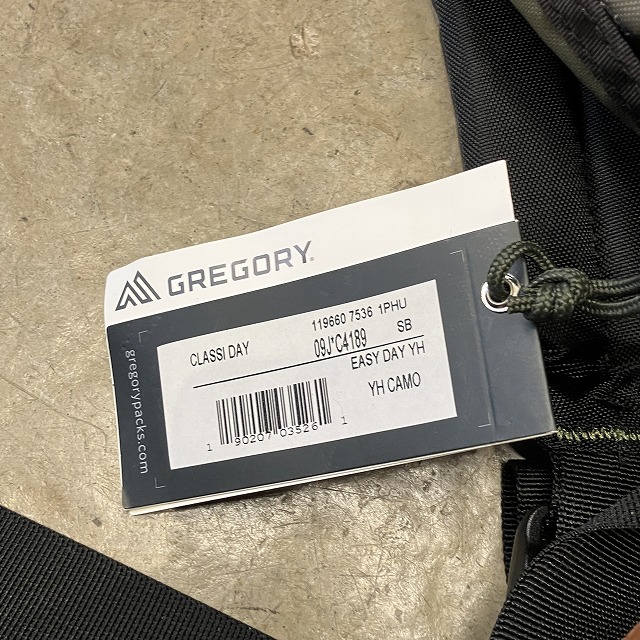 GREGORY.
119660 7536 1PHU
CLASSI DAY 09J*C4189 SB
EASY DAY YH
YH CAMO
1 90207 03526 1
gregorypacks.com